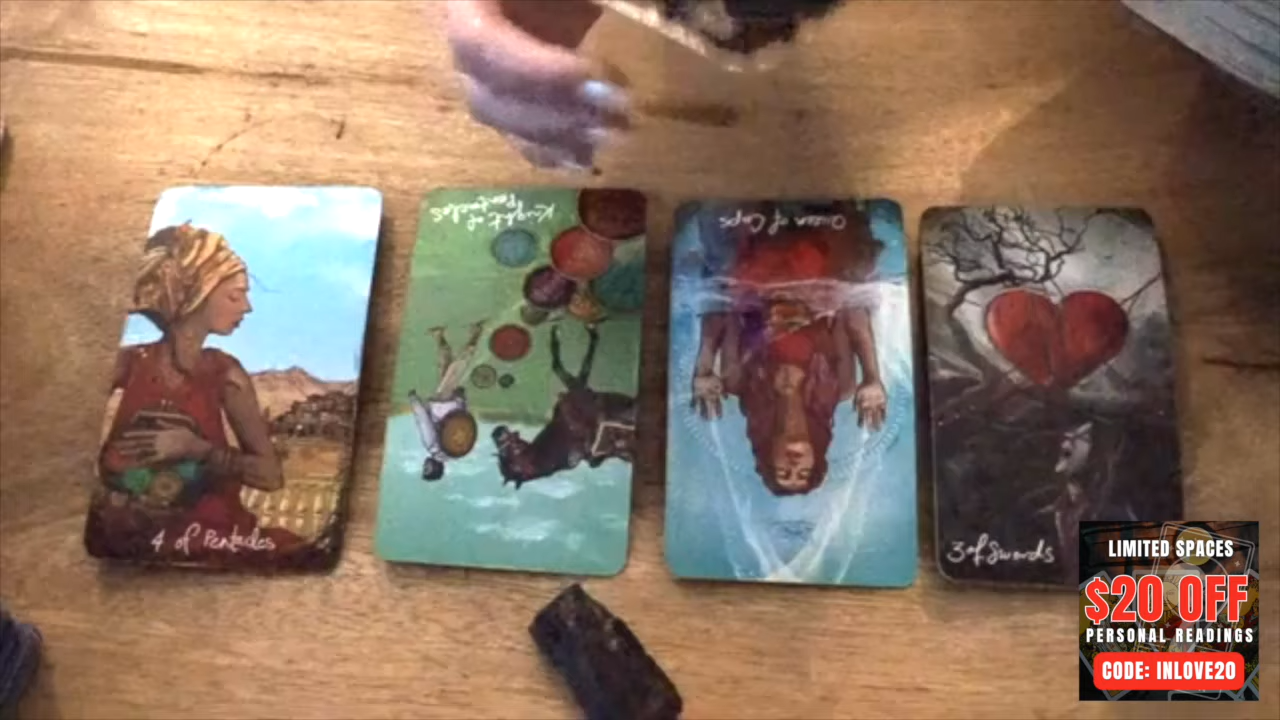 4 of Pentacles
Knight of
Pentacles
Queen of Cups
3 of Swords
LIMITED SPACES
$20 OFF
PERSONAL READINGS
CODE: INLOVE20